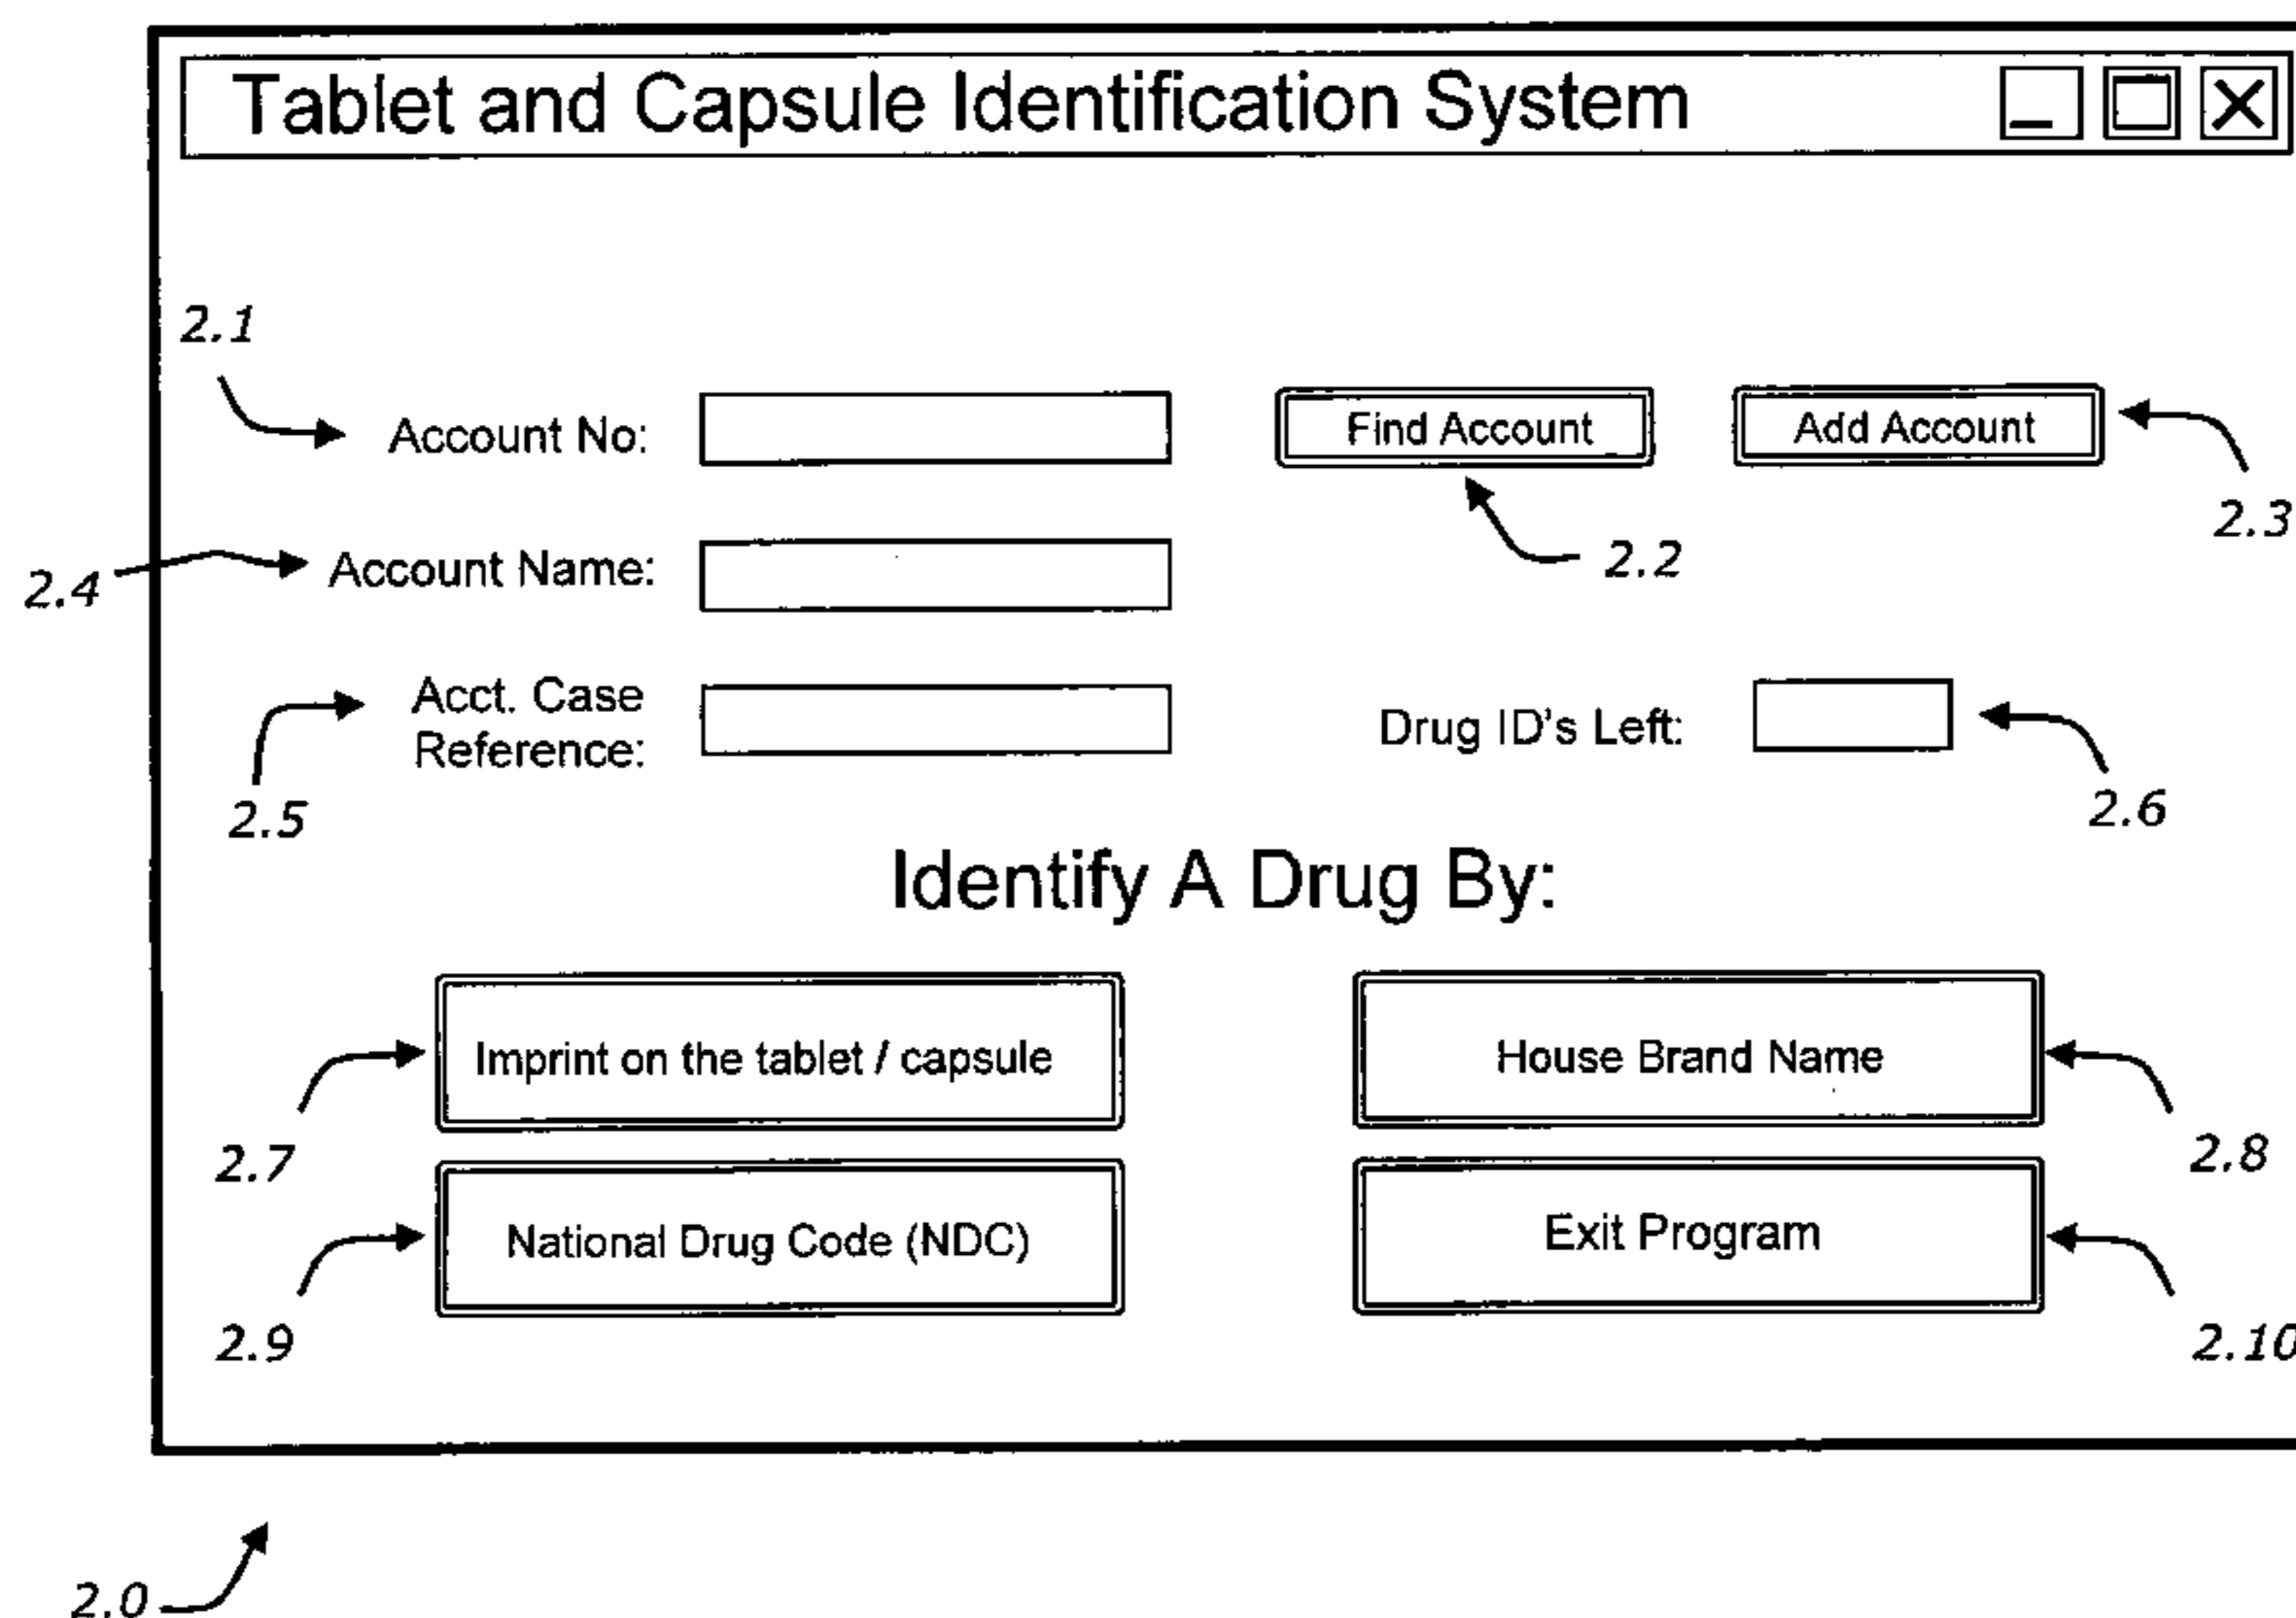 Tablet and Capsule Identification System
2.1
Account No:
Find Account
Add Account
2.3
2.2
2.4
Account Name:
Acct. Case
Reference:
Drug ID's Left:
2.5
2.6
Identify A Drug By:
Imprint on the tablet / capsule
House Brand Name
2.7
2.8
National Drug Code (NDC)
Exit Program
2.9
2.10
2.0